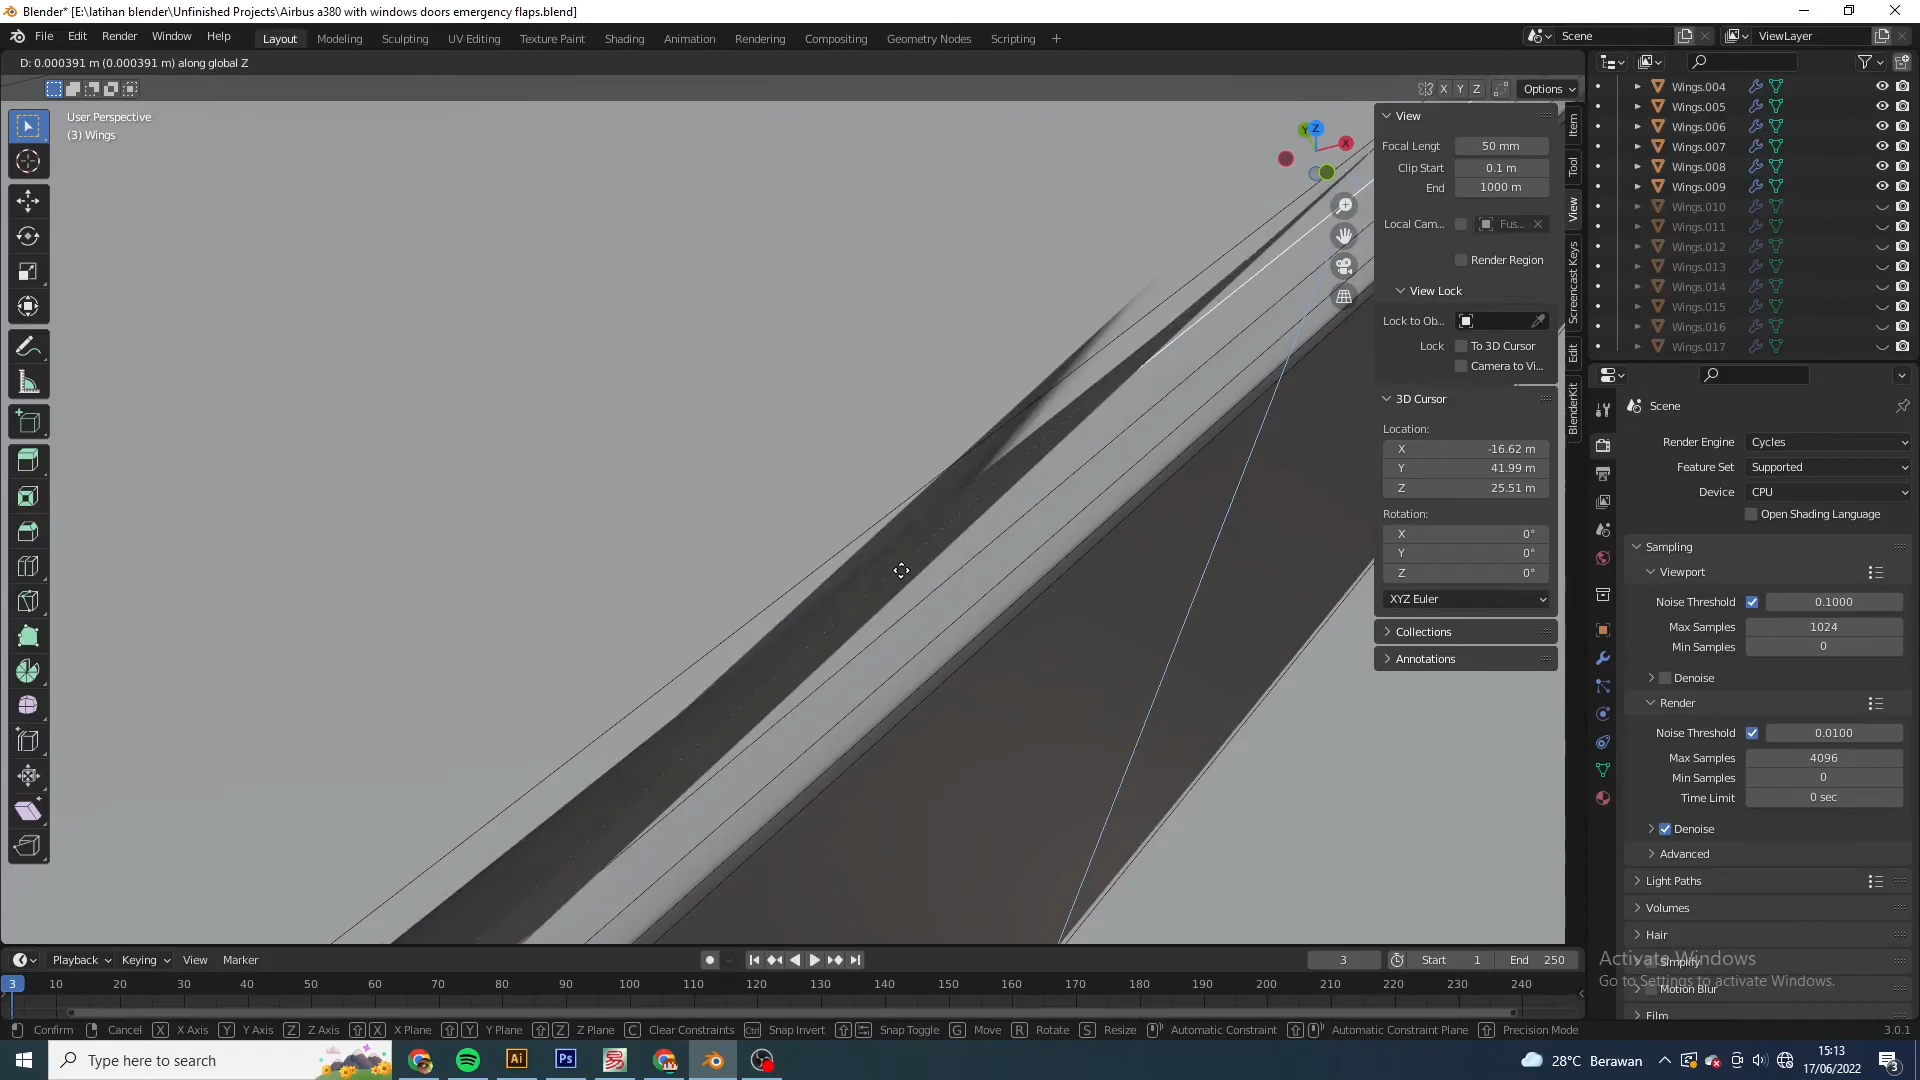 Blender* [E:\latihan blender\Unfinished Projects\Airbus a380 with windows doors emergency flaps.blend]
File Edit Render Window Help Layout Modeling Sculpting UV Editing Texture Paint Shading Animation Rendering Compositing Geometry Nodes Scripting + Scene ViewLayer
D: 0.000391 m (0.000391 m) along global Z
X Y Z Options
User Perspective
(3) Wings
Y Z X
View
Focal Lengt 50 mm
Clip Start 0.1 m
End 1000 m
Local Cam... Fus...
Render Region
View Lock
Lock to Ob...
Lock To 3D Cursor
Camera to Vi...
3D Cursor
Location:
X -16.62 m
Y 41.99 m
Z 25.51 m
Rotation:
X 0°
Y 0°
Z 0°
XYZ Euler
Collections
Annotations
Item
Tool
View
Screencast Keys
Edit
BlenderKit
Wings.004
Wings.005
Wings.006
Wings.007
Wings.008
Wings.009
Wings.010
Wings.011
Wings.012
Wings.013
Wings.014
Wings.015
Wings.016
Wings.017
Scene
Render Engine Cycles
Feature Set Supported
Device CPU
Open Shading Language
Sampling
Viewport
Noise Threshold 0.1000
Max Samples 1024
Min Samples 0
Denoise
Render
Noise Threshold 0.0100
Max Samples 4096
Min Samples 0
Time Limit 0 sec
Denoise
Advanced
Light Paths
Volumes
Hair
Simplify
Motion Blur
Film
Activate Windows
Go to Settings to activate Windows.
Playback Keying View Marker 3 Start 1 End 250
3 10 20 30 40 50 60 70 80 90 100 110 120 130 140 150 160 170 180 190 200 210 220 230 240
Confirm Cancel X X Axis Y Y Axis Z Z Axis X X Plane Y Y Plane Z Z Plane C Clear Constraints Ctrl Snap Invert Snap Toggle G Move R Rotate S Resize Automatic Constraint Automatic Constraint Plane Precision Mode 3.0.1
Type here to search Ai Ps 28°C Berawan 15:13
17/06/2022 3